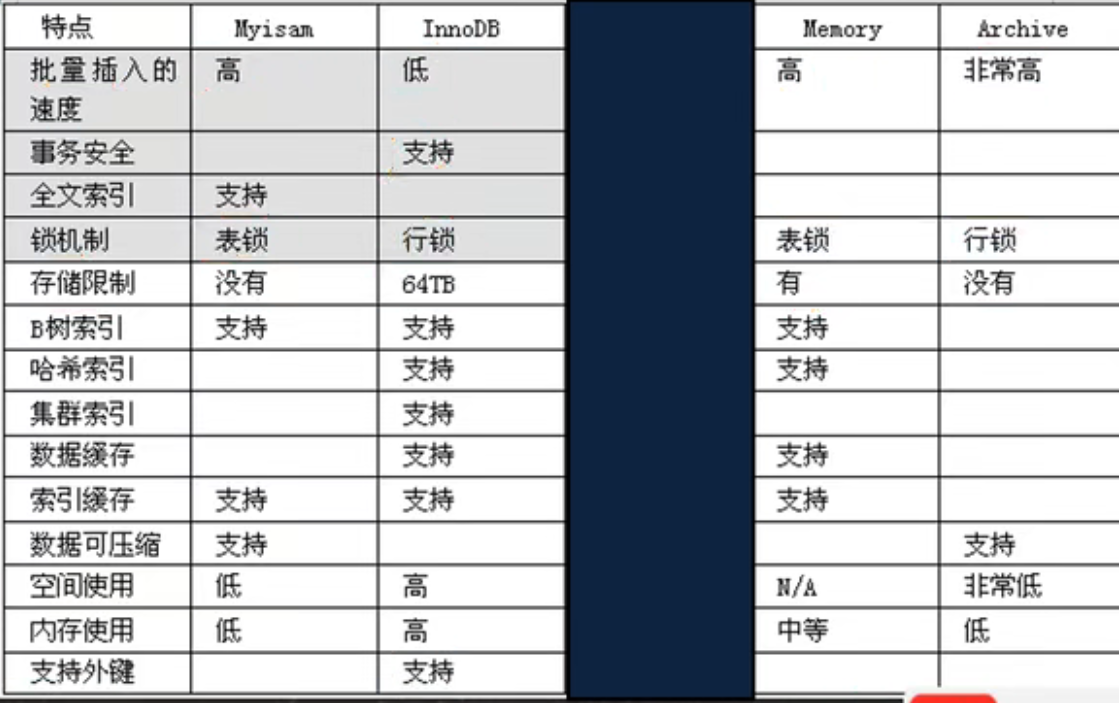 特点 Myisam InnoDB Memory Archive
批量插入的 高 低 高 非常高
速度
事务安全 支持
全文索引 支持
锁机制 表锁 行锁 表锁 行锁
存储限制 没有 64TB 有 没有
B树索引 支持 支持 支持
哈希索引 支持 支持
集群索引 支持
数据缓存 支持 支持
索引缓存 支持 支持 支持
数据可压缩 支持 支持
空间使用 低 高 N/A 非常低
内存使用 低 高 中等 低
支持外键 支持